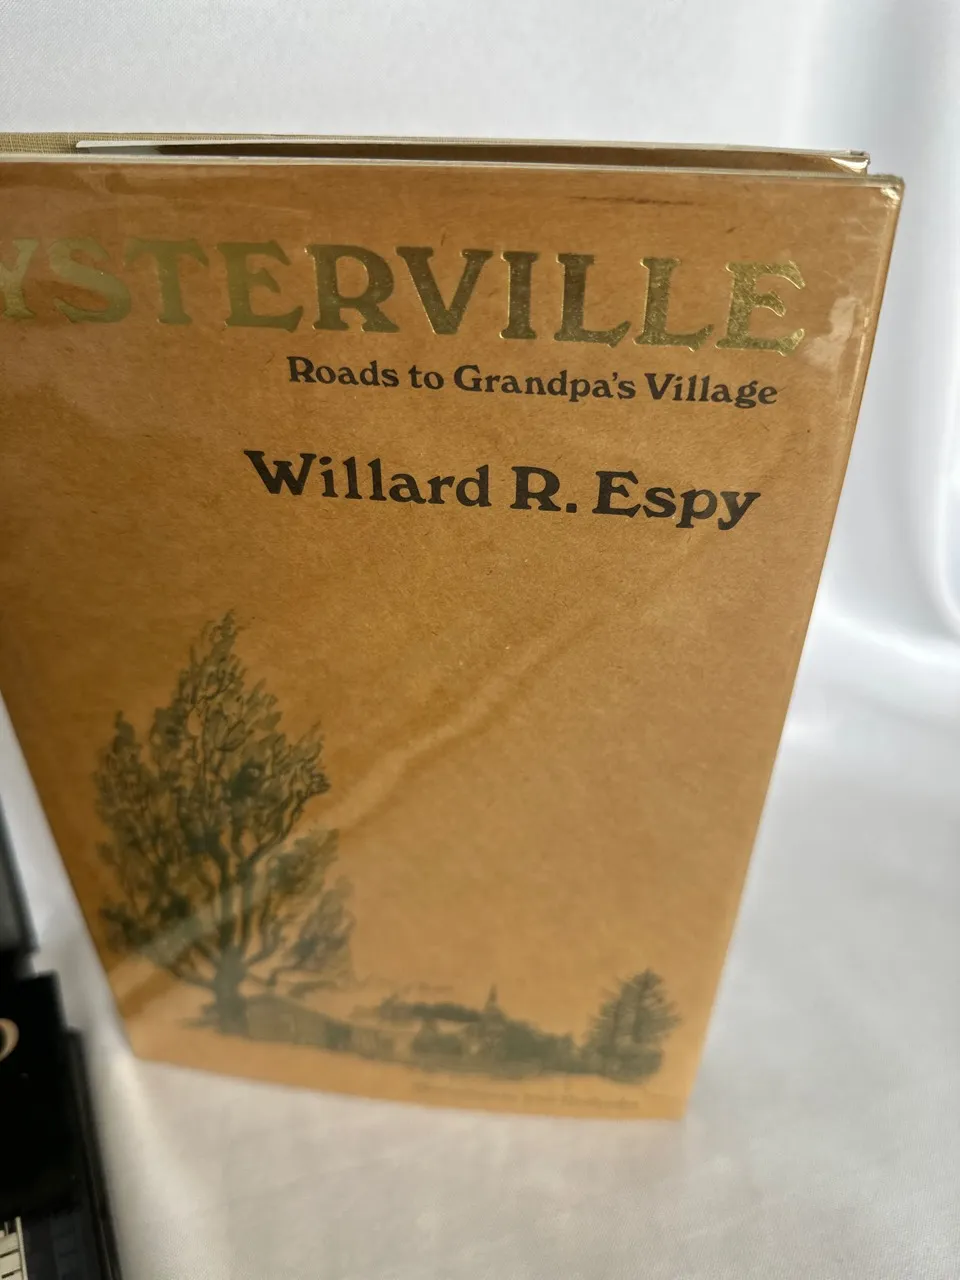 YSTERVILLE
Roads to Grandpa's Village
Willard R. Espy